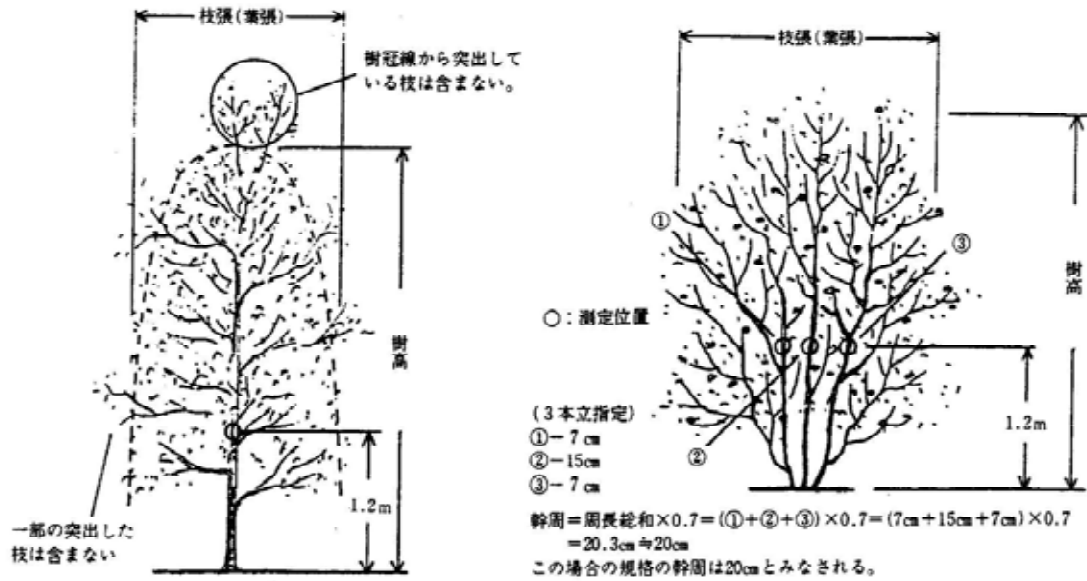 枝張(葉張)
樹冠線から突出して
いる枝は含まない。
樹高
1.2m
一部の突出した
枝は含まない
枝張(葉張)
①
③
樹高
○：測定位置
(3本立指定)
①−7cm
②−15cm
③−7cm
②
1.2m
幹周＝周長総和×0.7＝(①+②+③)×0.7＝(7cm+15cm+7cm)×0.7
＝20.3cm≒20cm
この場合の規格の幹周は20cmとみなされる。